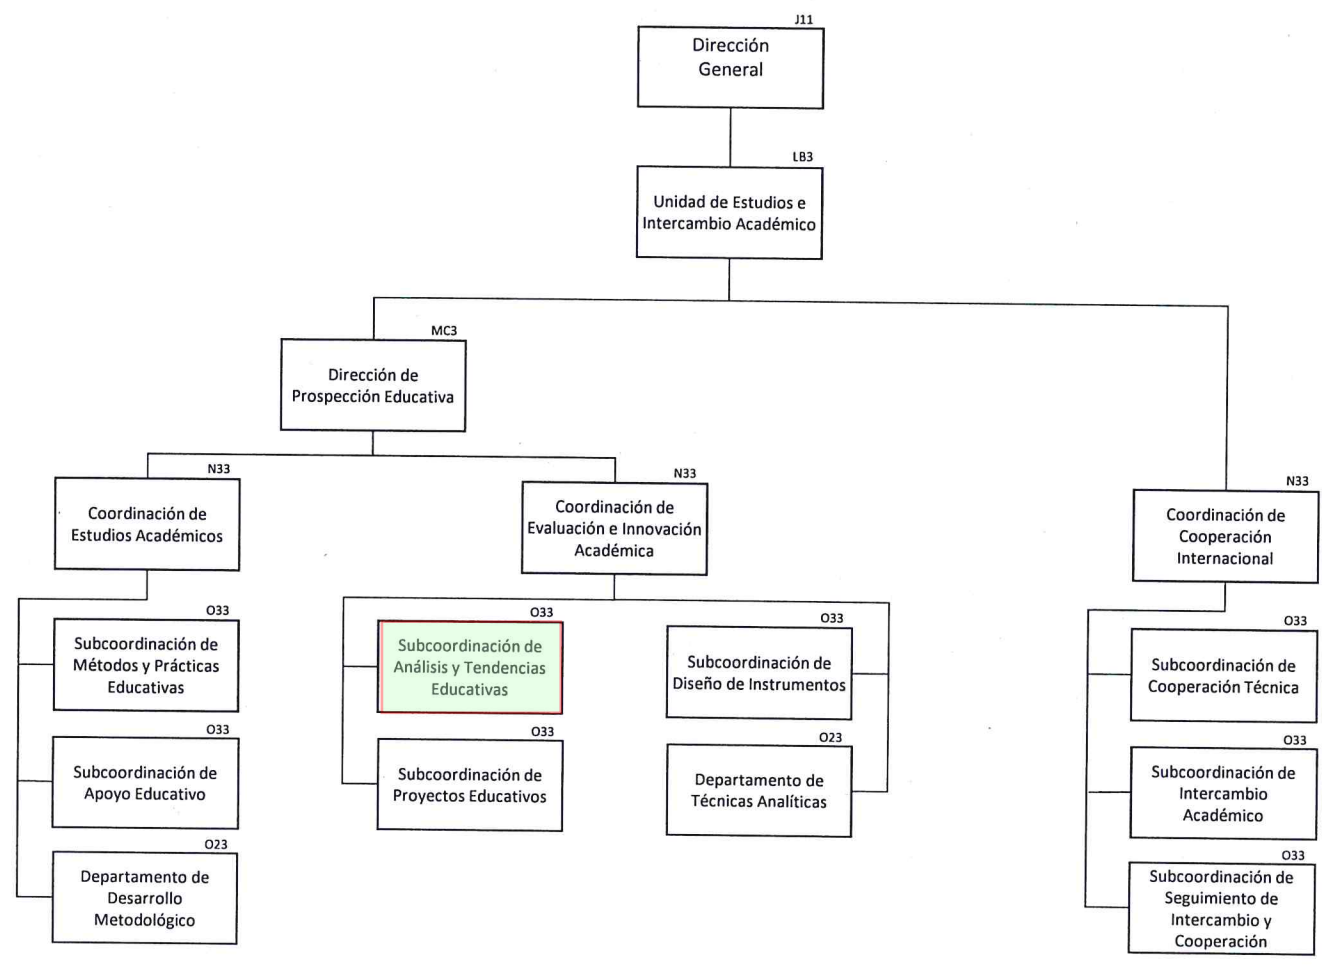 J11
Dirección
General
LB3
Unidad de Estudios e
Intercambio Académico
MC3
Dirección de
Prospección Educativa
N33
Coordinación de
Estudios Académicos
N33
Coordinación de
Evaluación e Innovación
Académica
N33
Coordinación de
Cooperación
Internacional
O33
Subcoordinación de
Métodos y Prácticas
Educativas
O33
Subcoordinación de
Apoyo Educativo
O23
Departamento de
Desarrollo
Metodológico
O33
Subcoordinación de
Análisis y Tendencias
Educativas
O33
Subcoordinación de
Proyectos Educativos
O33
Subcoordinación de
Diseño de Instrumentos
O23
Departamento de
Técnicas Analíticas
O33
Subcoordinación de
Cooperación Técnica
O33
Subcoordinación de
Intercambio
Académico
O33
Subcoordinación de
Seguimiento de
Intercambio y
Cooperación